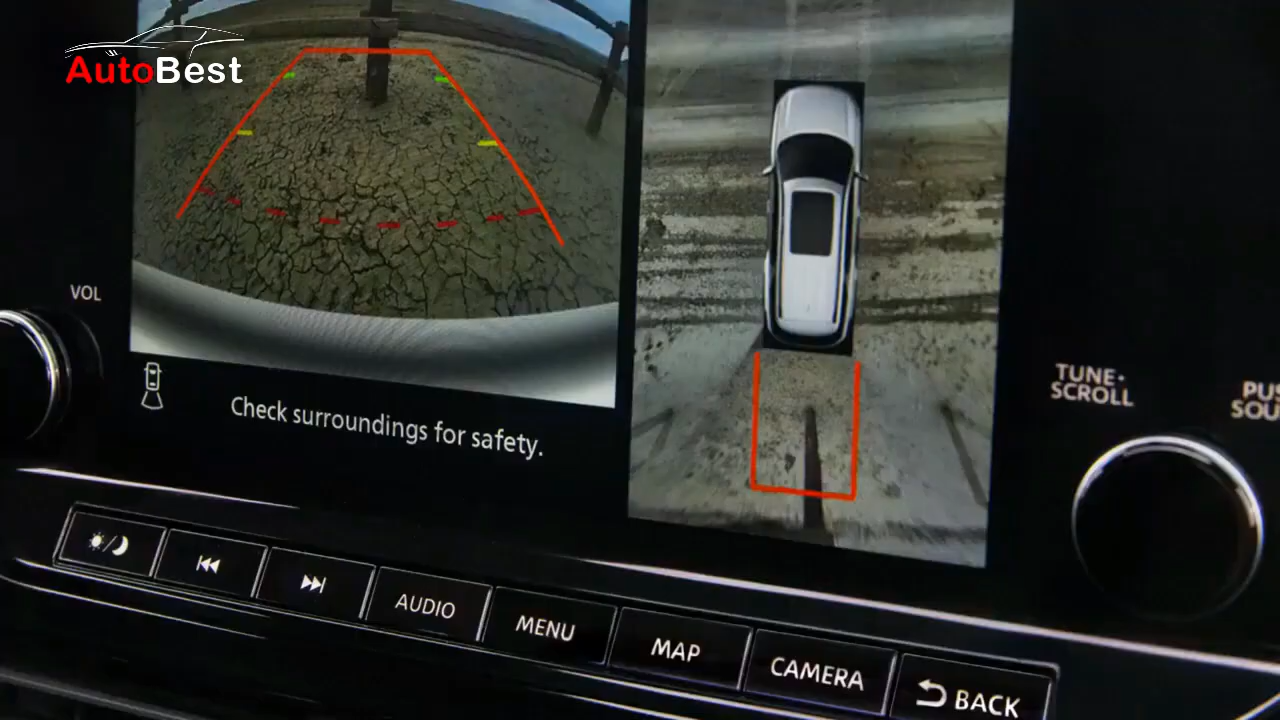 AutoBest
VOL
Check surroundings for safety.
TUNE·
SCROLL
AUDIO
MENU
MAP
CAMERA
BACK